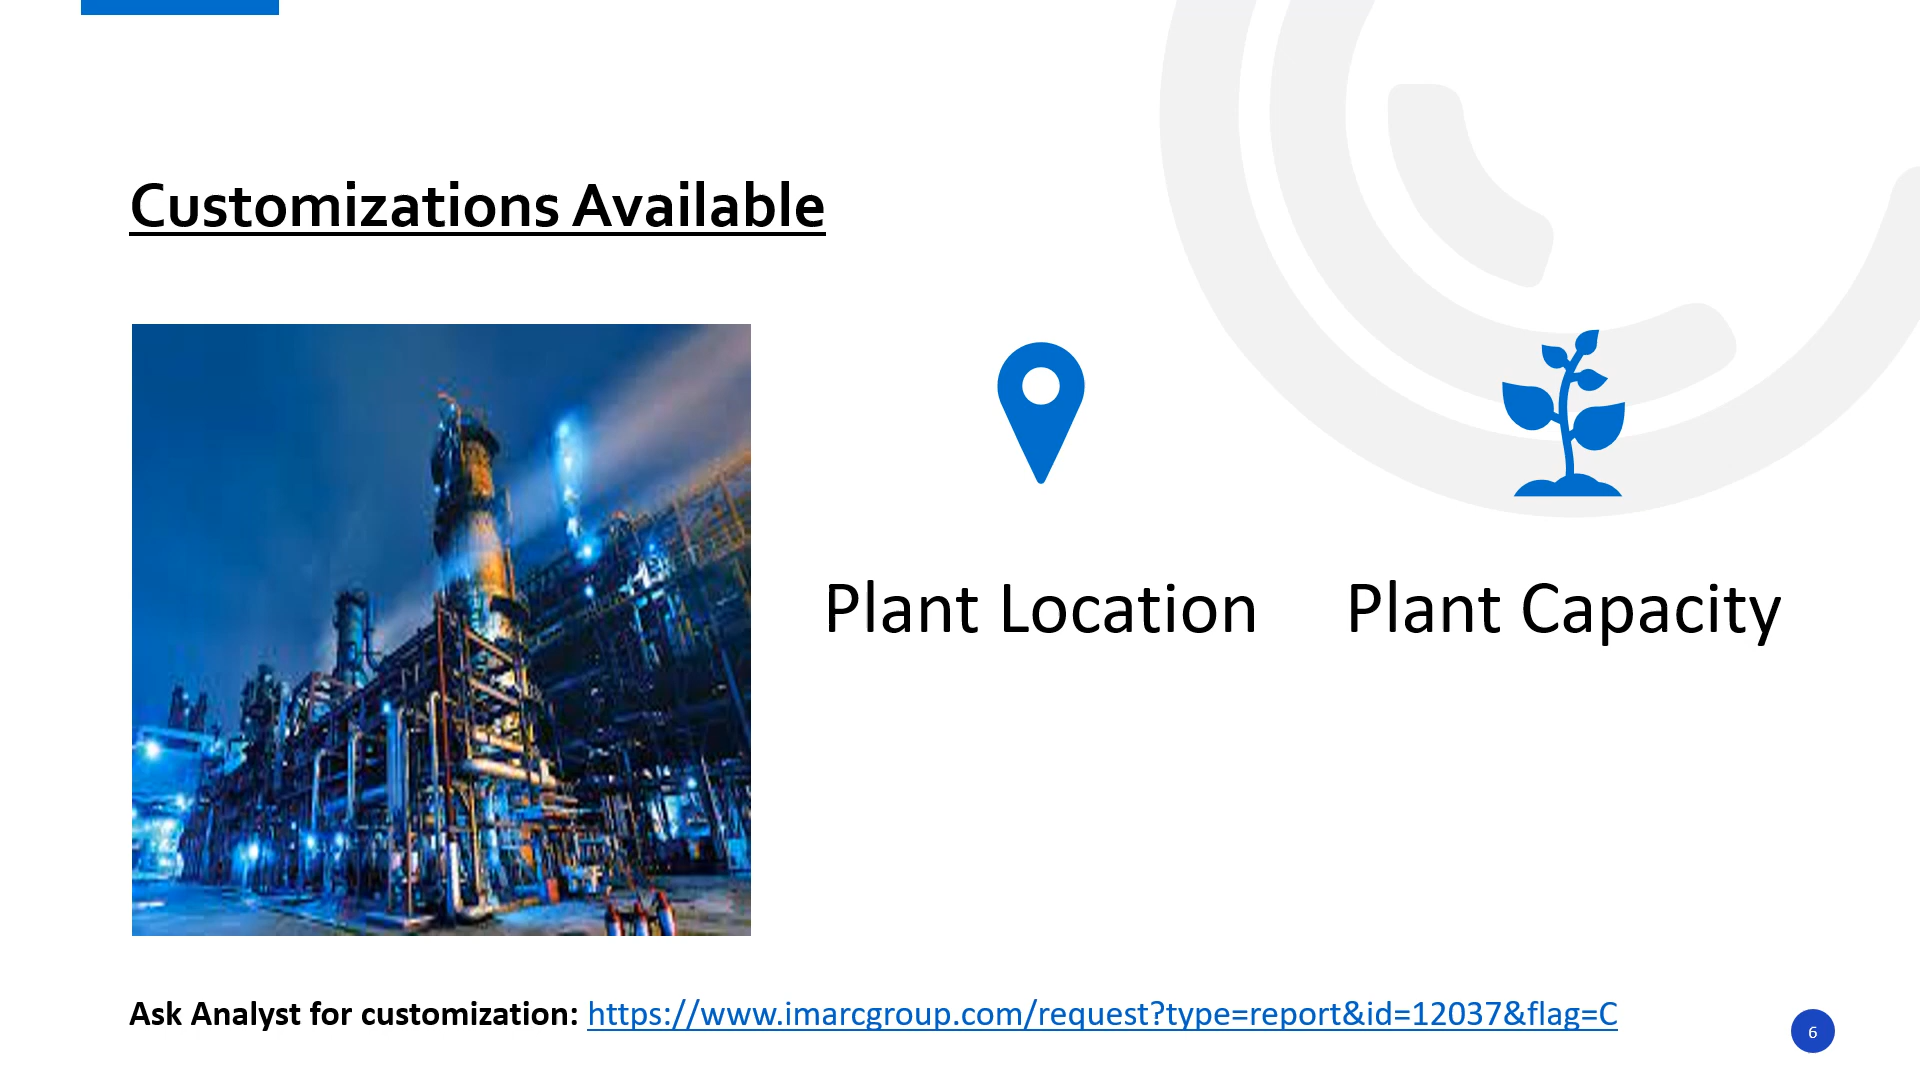 Customizations Available
Plant Location
Plant Capacity
Ask Analyst for customization: https://www.imarcgroup.com/request?type=report&id=12037&flag=C
6